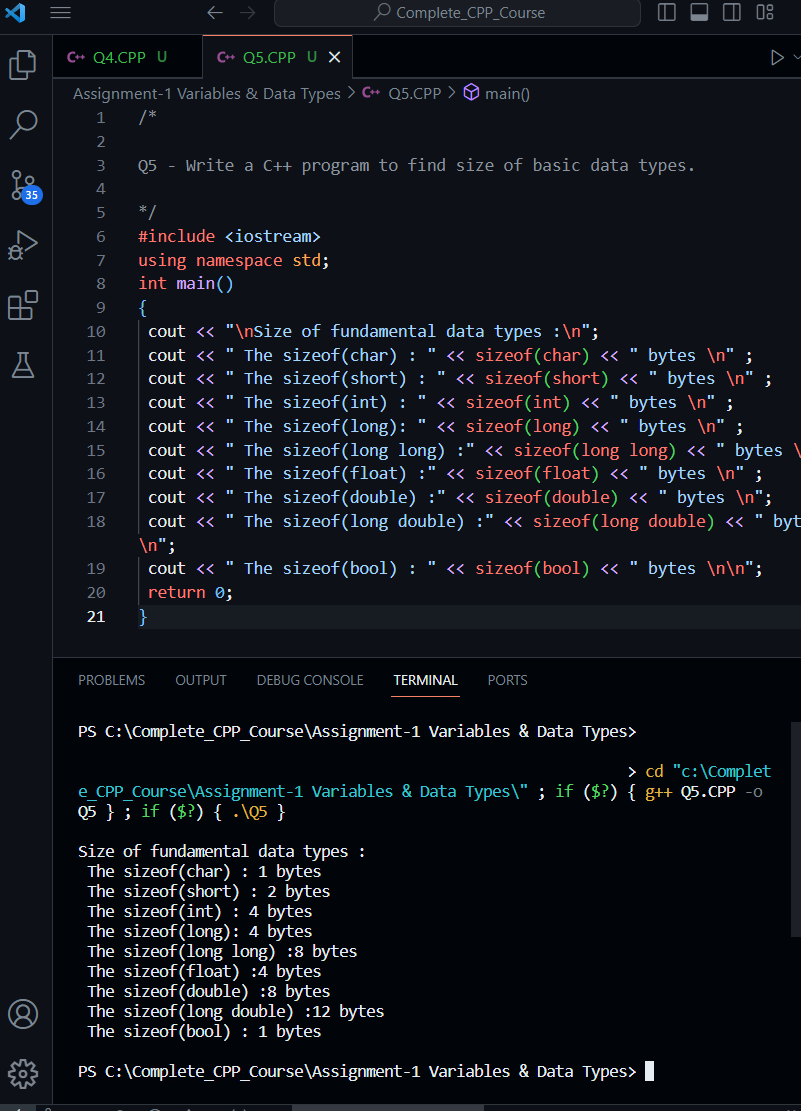 Complete_CPP_Course
C++ Q4.CPP U
C++ Q5.CPP U
Assignment-1 Variables & Data Types > C++ Q5.CPP > main()
35
1 /*
2
3 Q5 - Write a C++ program to find size of basic data types.
4
5 */
6 #include <iostream>
7 using namespace std;
8 int main()
9 {
10 cout << "\nSize of fundamental data types :\n";
11 cout << " The sizeof(char) : " << sizeof(char) << " bytes \n" ;
12 cout << " The sizeof(short) : " << sizeof(short) << " bytes \n" ;
13 cout << " The sizeof(int) : " << sizeof(int) << " bytes \n" ;
14 cout << " The sizeof(long): " << sizeof(long) << " bytes \n" ;
15 cout << " The sizeof(long long) :" << sizeof(long long) << " bytes \
16 cout << " The sizeof(float) :" << sizeof(float) << " bytes \n" ;
17 cout << " The sizeof(double) :" << sizeof(double) << " bytes \n";
18 cout << " The sizeof(long double) :" << sizeof(long double) << " byt
\n";
19 cout << " The sizeof(bool) : " << sizeof(bool) << " bytes \n\n";
20 return 0;
21 }
PROBLEMS OUTPUT DEBUG CONSOLE TERMINAL PORTS
PS C:\Complete_CPP_Course\Assignment-1 Variables & Data Types>
> cd "c:\Complet
e_CPP_Course\Assignment-1 Variables & Data Types\" ; if ($?) { g++ Q5.CPP -o
Q5 } ; if ($?) { .\Q5 }
Size of fundamental data types :
The sizeof(char) : 1 bytes
The sizeof(short) : 2 bytes
The sizeof(int) : 4 bytes
The sizeof(long): 4 bytes
The sizeof(long long) :8 bytes
The sizeof(float) :4 bytes
The sizeof(double) :8 bytes
The sizeof(long double) :12 bytes
The sizeof(bool) : 1 bytes
PS C:\Complete_CPP_Course\Assignment-1 Variables & Data Types>